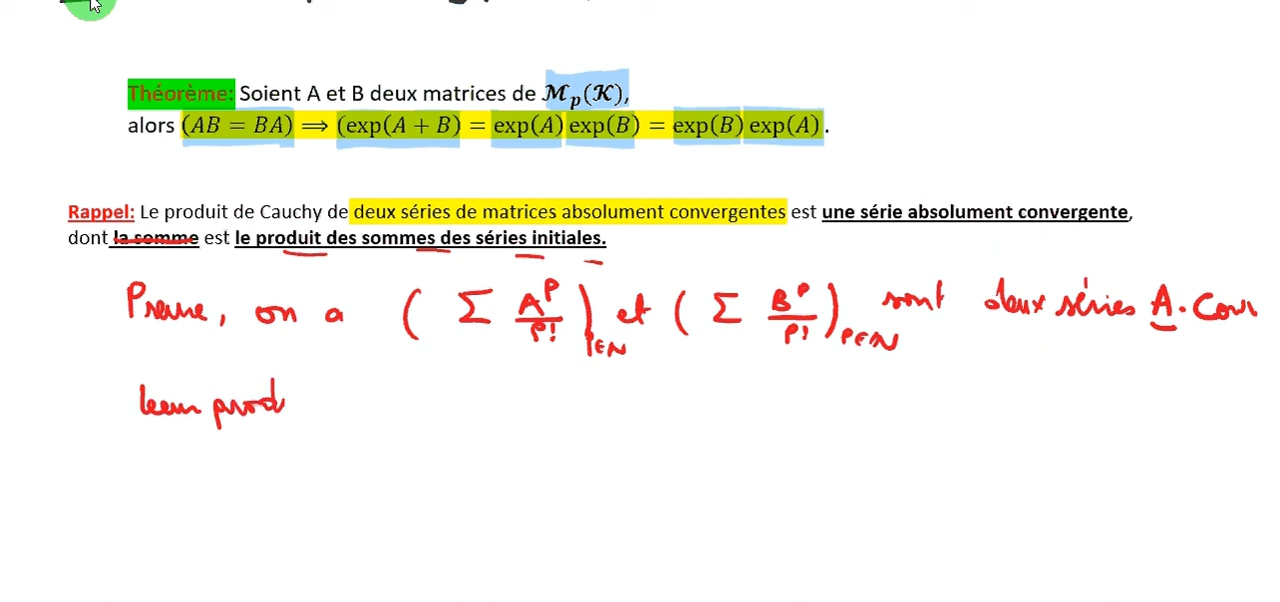 Théorème: Soient A et B deux matrices de 𝓜ₚ(𝓚),
alors (AB = BA) ⟹ (exp(A + B) = exp(A) exp(B) = exp(B) exp(A) .
Rappel: Le produit de Cauchy de deux séries de matrices absolument convergentes est une série absolument convergente,
dont la somme est le produit des sommes des séries initiales.
Preuve, on a ( Σ A^P/P! )_{P∈N} et ( Σ B^P/P! )_{P∈N} sont deux séries A. Conv
leur prod